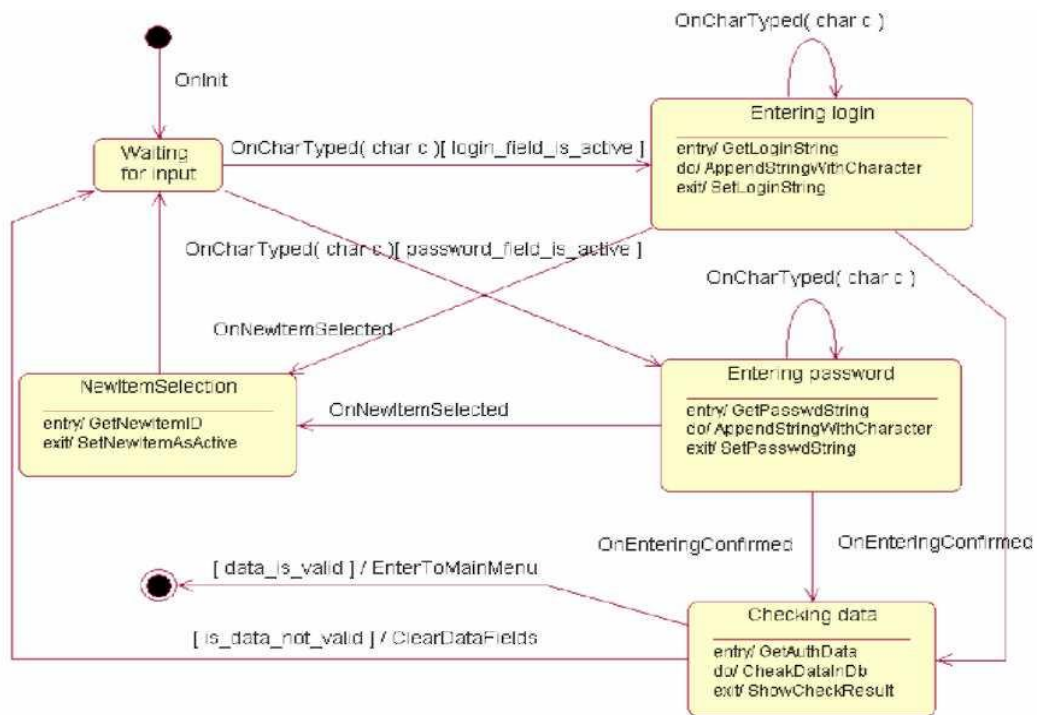 OnCharTyped( char c )
OnInit
Entering login
Waiting
for input
OnCharTyped( char c )[ login_field_is_active ]
entry/ GetLoginString
do/ AppendStringWithCharacter
exit/ SetLoginString
OnCharTyped( char c )[ password_field_is_active ]
OnCharTyped( char c )
OnNewItemSelected
NewItemSelection
entry/ GetNewItemID
exit/ SetNewItemAsActive
OnNewItemSelected
Entering password
entry/ GetPasswdString
do/ AppendStringWithCharacter
exit/ SetPasswdString
OnEnteringConfirmed
OnEnteringConfirmed
[ data_is_valid ] / EnterToMainMenu
[ is_data_not_valid ] / ClearDataFields
Checking data
entry/ GetAuthData
do/ CheakDataInDb
exit/ ShowCheckResult